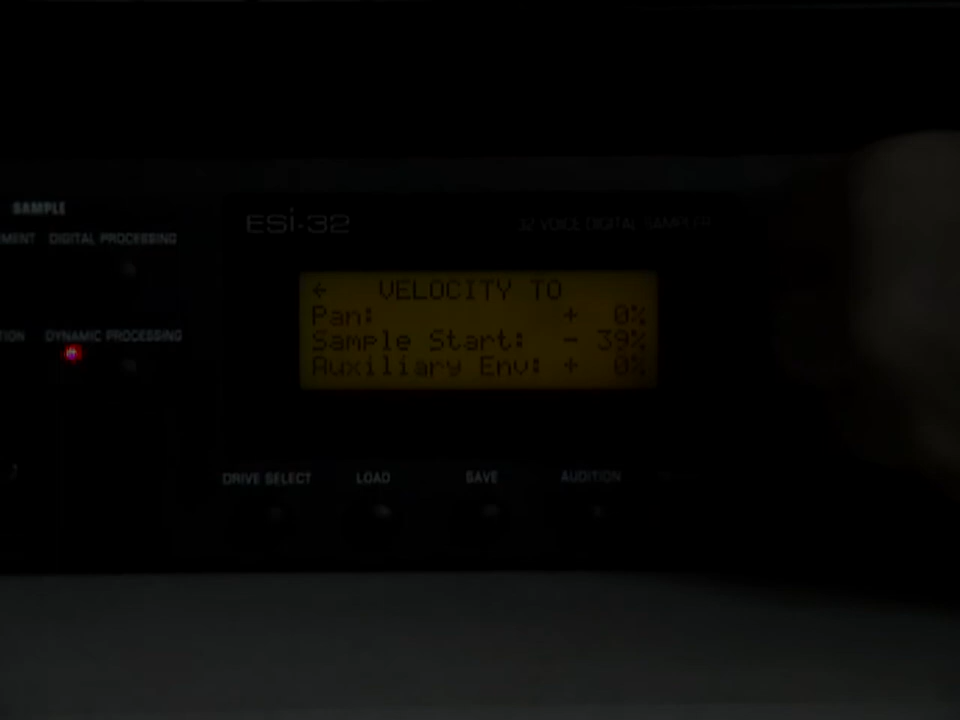 SAMPLE
MENT DIGITAL PROCESSING
ESi-32
32 VOICE DIGITAL SAMPLER
← VELOCITY TO
Pan: + 0%
Sample Start: - 39%
Auxiliary Env: + 0%
TION DYNAMIC PROCESSING
DRIVE SELECT LOAD SAVE AUDITION